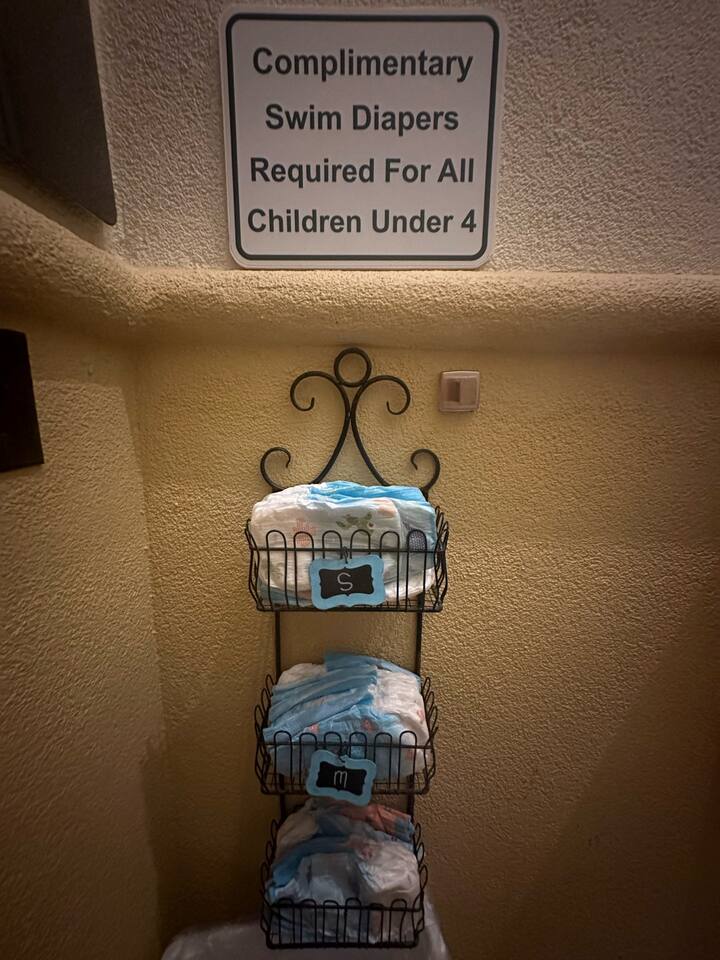 Complimentary
Swim Diapers
Required For All
Children Under 4
S
m